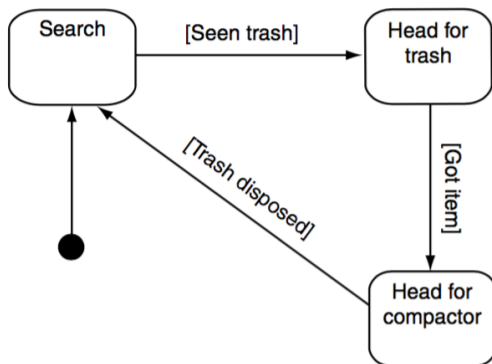 Search
[Seen trash]
Head for
trash
[Trash disposed]
[Got item]
Head for
compactor